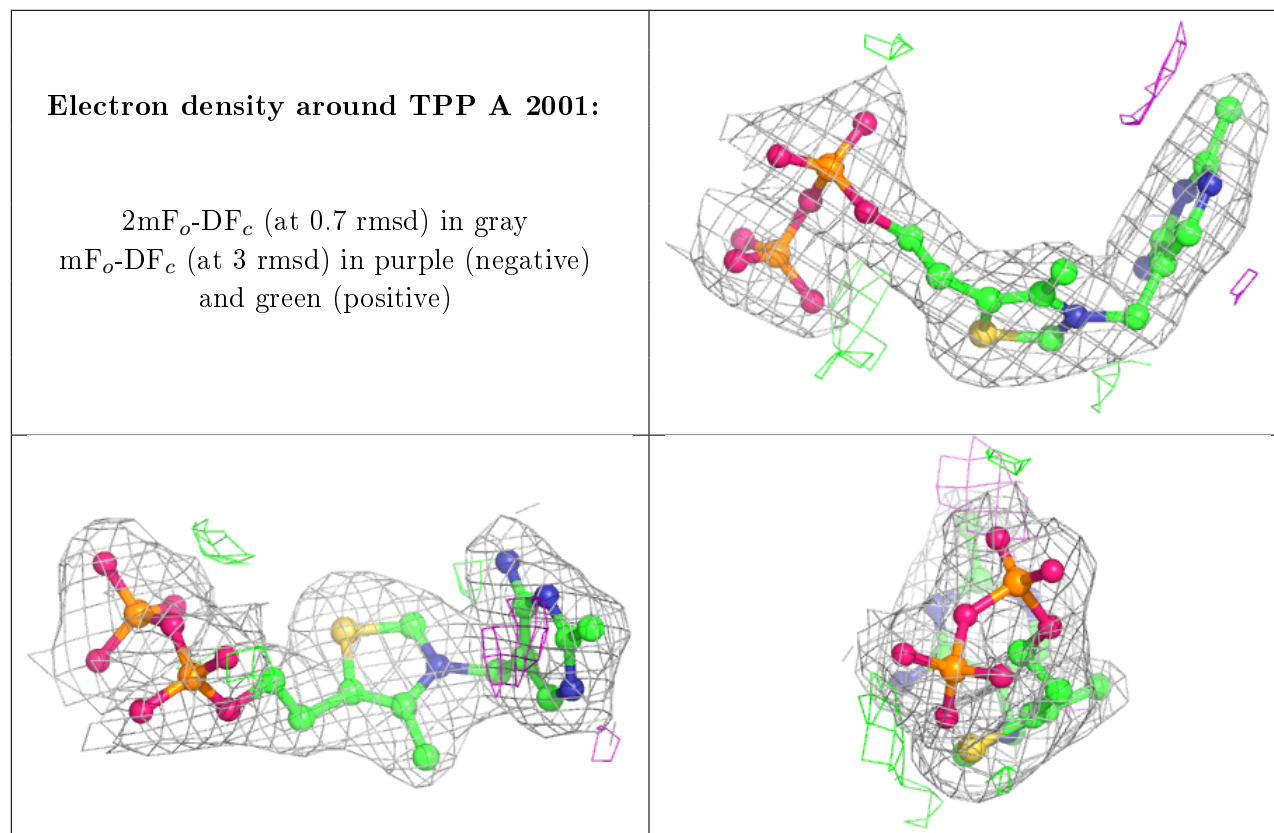 Electron density around TPP A 2001:
2mFo-DFc (at 0.7 rmsd) in gray
mFo-DFc (at 3 rmsd) in purple (negative)
and green (positive)